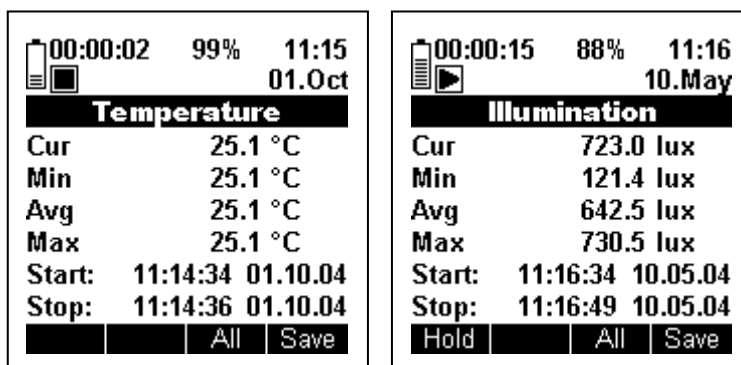 00:00:02 99% 11:15
01.Oct
Temperature
Cur 25.1 °C
Min 25.1 °C
Avg 25.1 °C
Max 25.1 °C
Start: 11:14:34 01.10.04
Stop: 11:14:36 01.10.04
All Save
00:00:15 88% 11:16
10.May
Illumination
Cur 723.0 lux
Min 121.4 lux
Avg 642.5 lux
Max 730.5 lux
Start: 11:16:34 10.05.04
Stop: 11:16:49 10.05.04
Hold All Save